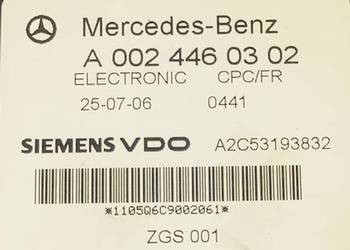 Mercedes-Benz
A 002 446 03 02
ELECTRONIC CPC/FR
25-07-06 0441
SIEMENS VDO A2C53193832
*1105Q6C9002061*
ZGS 001